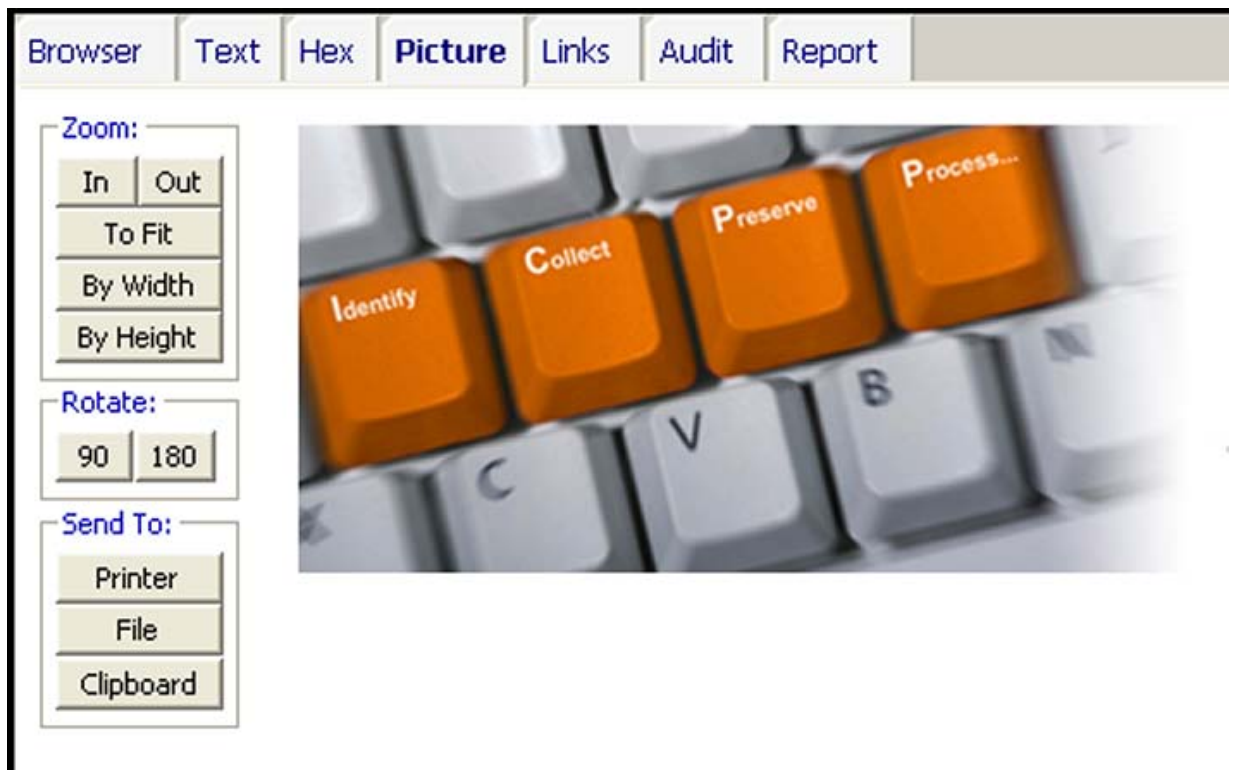 Browser Text Hex Picture Links Audit Report
Zoom:
In Out
To Fit
By Width
By Height
Rotate:
90 180
Send To:
Printer
File
Clipboard
Identify
Collect
Preserve
Process...
C
V
B